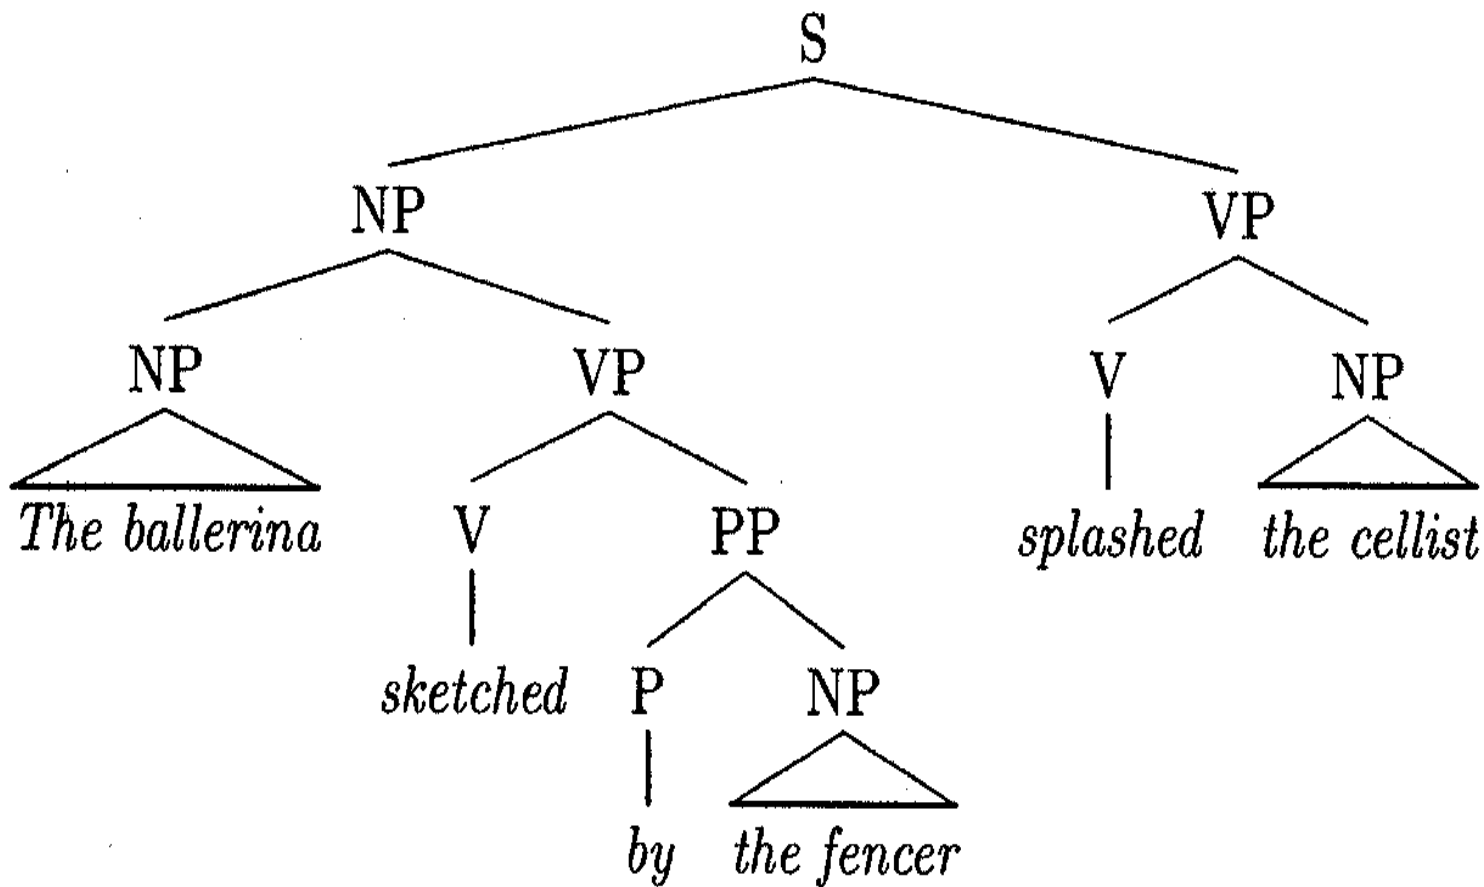 S
NP VP
NP VP V NP
The ballerina V PP splashed the cellist
sketched P NP
by the fencer